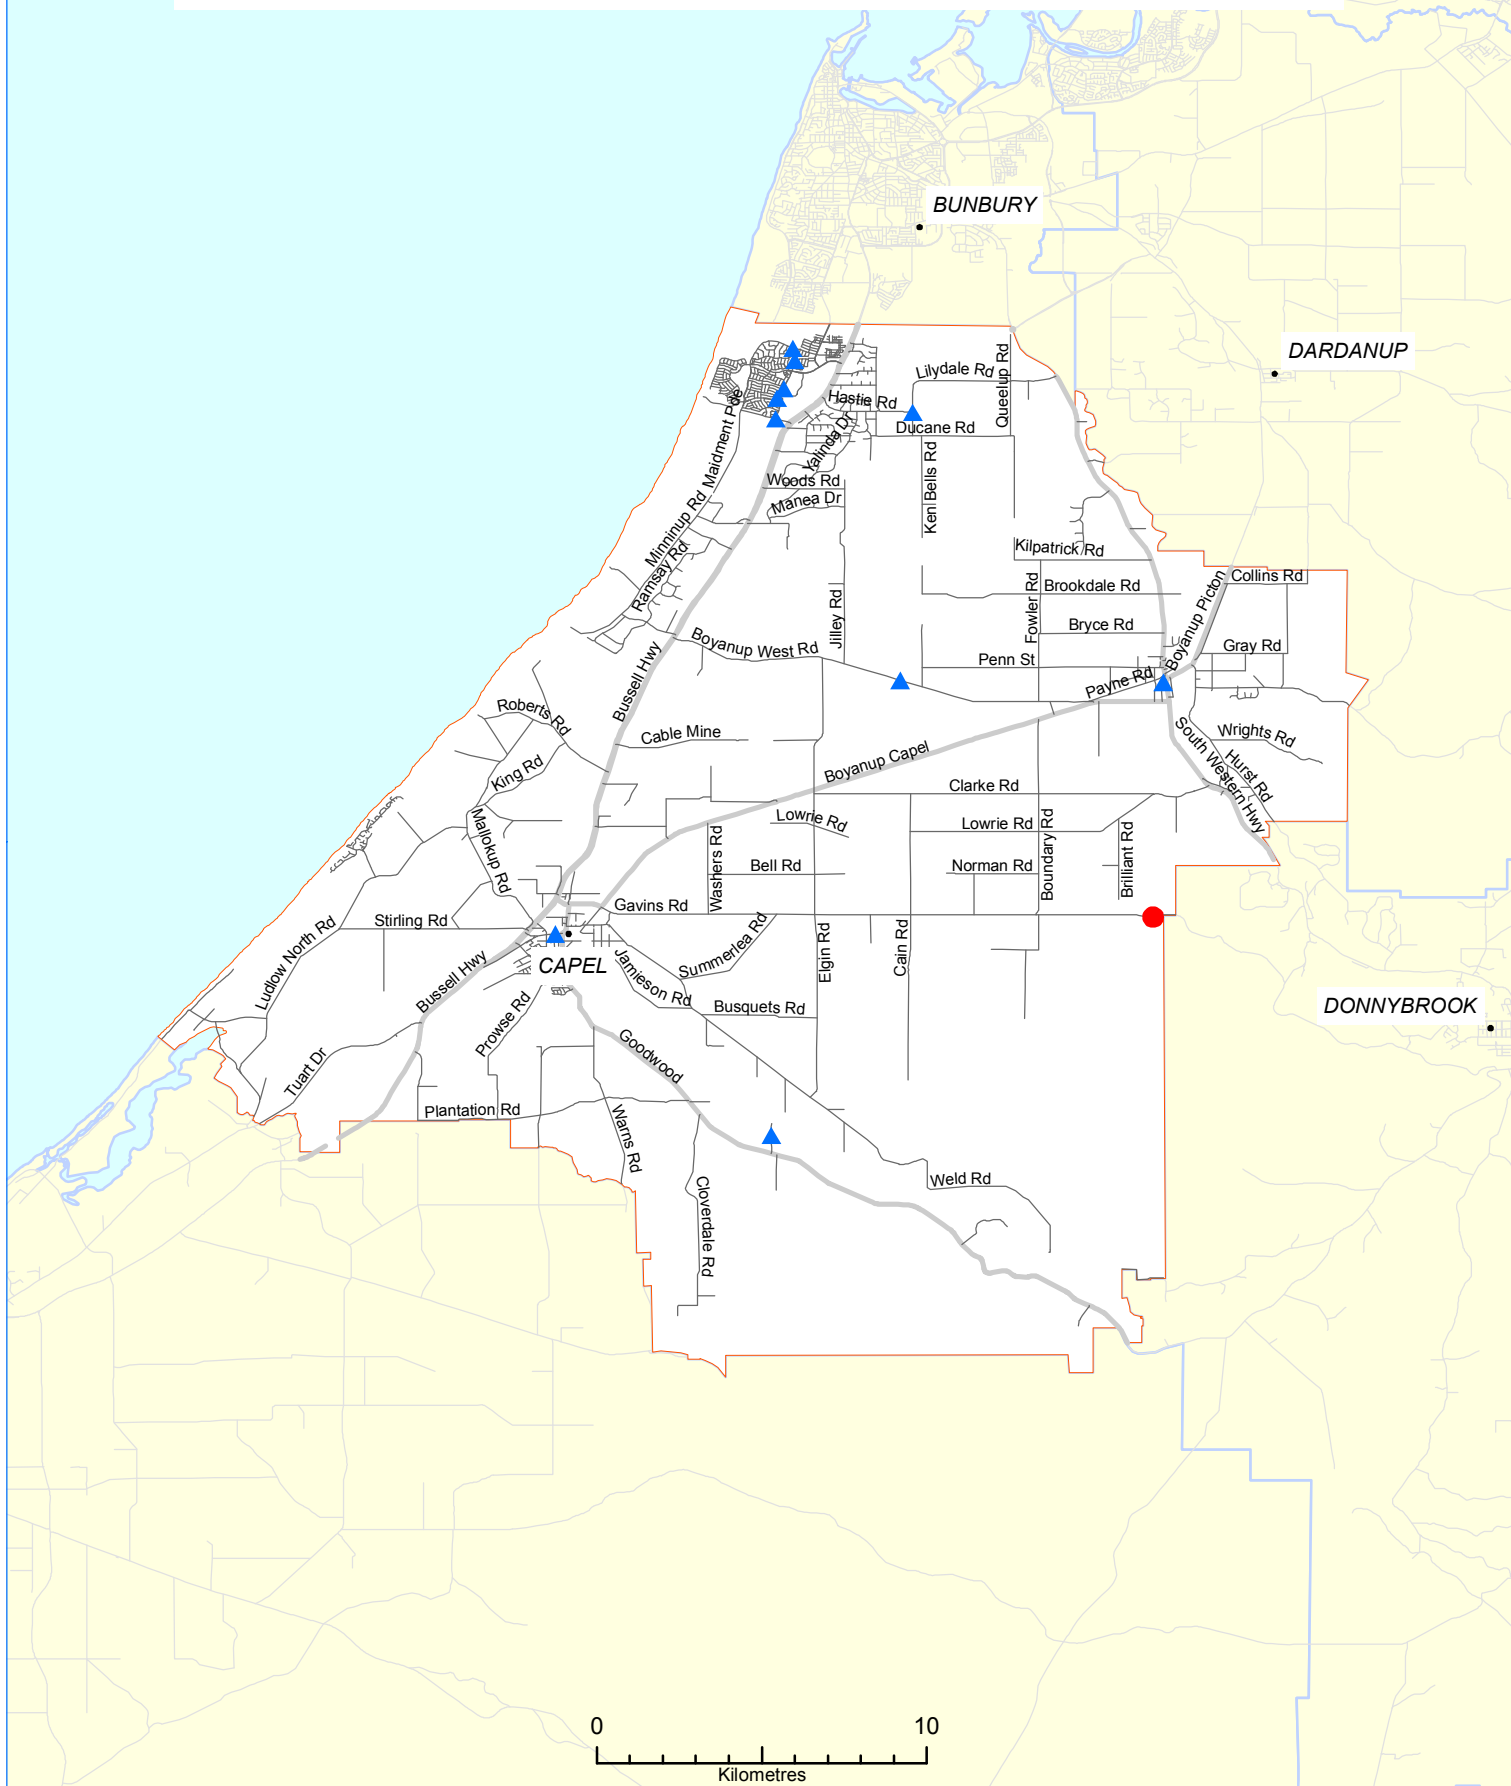 BUNBURY
DARDANUP
Lilydale Rd
Queelup Rd
Hastie Rd
Maidment Pde
Yalinda Dr
Ducane Rd
Ken Bells Rd
Woods Rd
Manea Dr
Minninup Rd
Ramsay Rd
Kilpatrick Rd
Collins Rd
Brookdale Rd
Fowler Rd
Jilley Rd
Boyanup Picton
Bryce Rd
Gray Rd
Boyanup West Rd
Penn St
Payne Rd
Bussell Hwy
Roberts Rd
Cable Mine
South Western Hwy
Wrights Rd
Hurst Rd
King Rd
Boyanup Capel
Clarke Rd
Mallokup Rd
Lowrie Rd
Lowrie Rd
Boundary Rd
Brilliant Rd
Washers Rd
Bell Rd
Norman Rd
Gavins Rd
Stirling Rd
Ludlow North Rd
Summerlea Rd
Elgin Rd
Cain Rd
CAPEL
Jamieson Rd
Bussell Hwy
Busquets Rd
DONNYBROOK
Prowse Rd
Goodwood
Tuart Dr
Plantation Rd
Warns Rd
Weld Rd
Cloverdale Rd
0 10
Kilometres